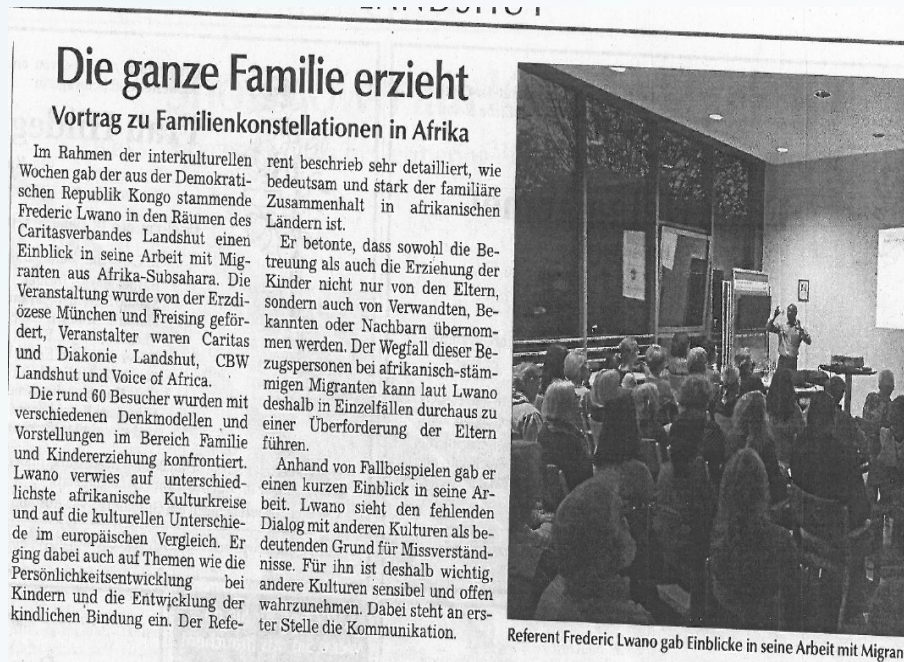 LANDSHUT
Die ganze Familie erzieht
Vortrag zu Familienkonstellationen in Afrika
Im Rahmen der interkulturellen
Wochen gab der aus der Demokrati-
schen Republik Kongo stammende
Frederic Lwano in den Räumen des
Caritasverbandes Landshut einen
Einblick in seine Arbeit mit Mig-
ranten aus Afrika-Subsahara. Die
Veranstaltung wurde von der Erzdi-
özese München und Freising geför-
dert, Veranstalter waren Caritas
und Diakonie Landshut, CBW
Landshut und Voice of Africa.
Die rund 60 Besucher wurden mit
verschiedenen Denkmodellen und
Vorstellungen im Bereich Familie
und Kindererziehung konfrontiert.
Lwano verwies auf unterschied-
lichste afrikanische Kulturkreise
und auf die kulturellen Unterschie-
de im europäischen Vergleich. Er
ging dabei auch auf Themen wie die
Persönlichkeitsentwicklung bei
Kindern und die Entwicklung der
kindlichen Bindung ein. Der Refe-
rent beschrieb sehr detailliert, wie
bedeutsam und stark der familiäre
Zusammenhalt in afrikanischen
Ländern ist.
Er betonte, dass sowohl die Be-
treuung als auch die Erziehung der
Kinder nicht nur von den Eltern,
sondern auch von Verwandten, Be-
kannten oder Nachbarn übernom-
men werden. Der Wegfall dieser Be-
zugspersonen bei afrikanisch-stäm-
migen Migranten kann laut Lwano
deshalb in Einzelfällen durchaus zu
einer Überforderung der Eltern
führen.
Anhand von Fallbeispielen gab er
einen kurzen Einblick in seine Ar-
beit. Lwano sieht den fehlenden
Dialog mit anderen Kulturen als be-
deutenden Grund für Missverständ-
nisse. Für ihn ist deshalb wichtig,
andere Kulturen sensibel und offen
wahrzunehmen. Dabei steht an ers-
ter Stelle die Kommunikation.
Referent Frederic Lwano gab Einblicke in seine Arbeit mit Migran